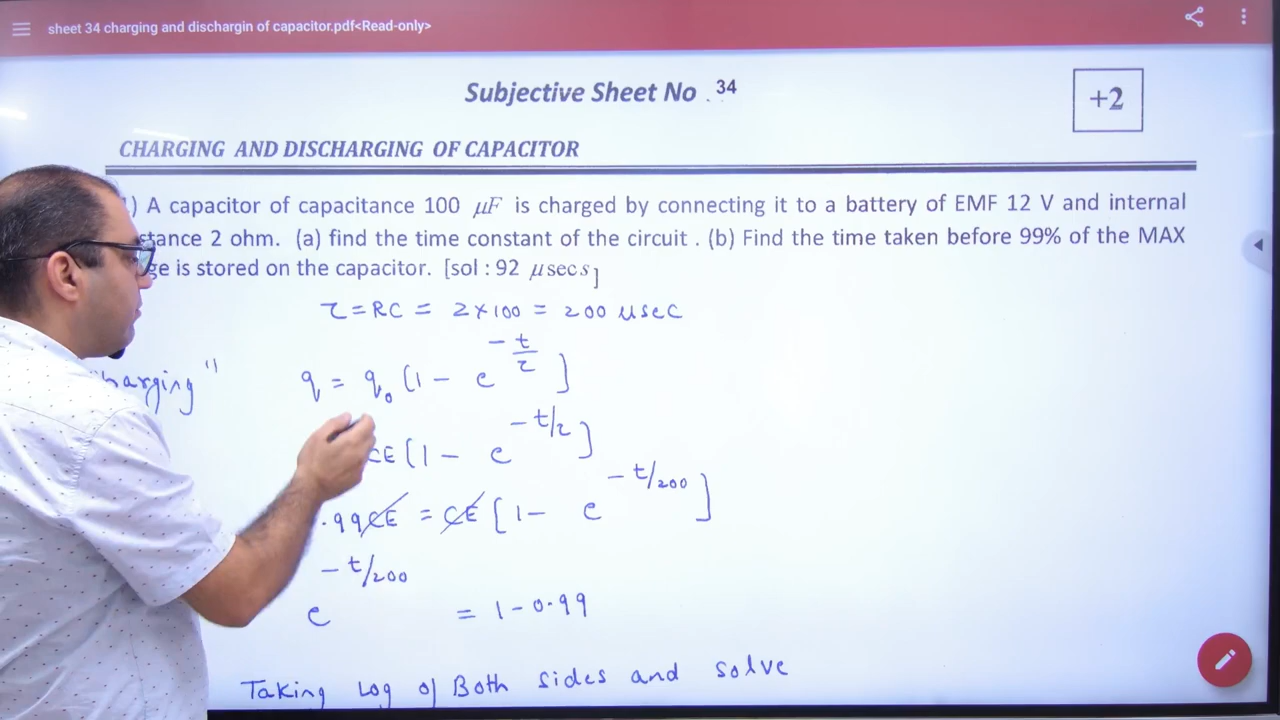 sheet 34 charging and dischargin of capacitor.pdf<Read-only>
Subjective Sheet No . 34
+2
CHARGING AND DISCHARGING OF CAPACITOR
) A capacitor of capacitance 100 μF is charged by connecting it to a battery of EMF 12 V and internal
stance 2 ohm. (a) find the time constant of the circuit . (b) Find the time taken before 99% of the MAX
ge is stored on the capacitor. [sol : 92 μsecs]
τ = RC = 2×100 = 200 μsec
harging"
q = q₀ [1 - e^(-t/τ)]
CE [1 - e^(-t/2)]
.99CE = CE [1 - e^(-t/200)]
e^(-t/200) = 1-0.99
Taking Log of Both sides and solve